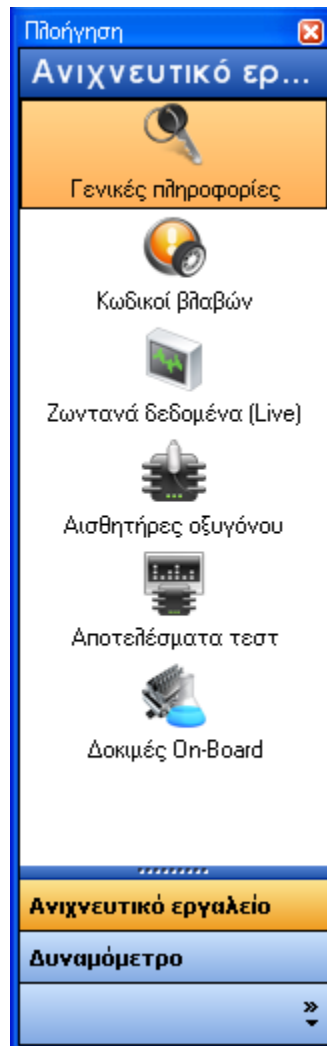 Πλοήγηση
Ανιχνευτικό ερ...
Γενικές πληροφορίες
Κωδικοί βλαβών
Ζωντανά δεδομένα (Live)
Αισθητήρες οξυγόνου
Αποτελέσματα τεστ
Δοκιμές On-Board
Ανιχνευτικό εργαλείο
Δυναμόμετρο